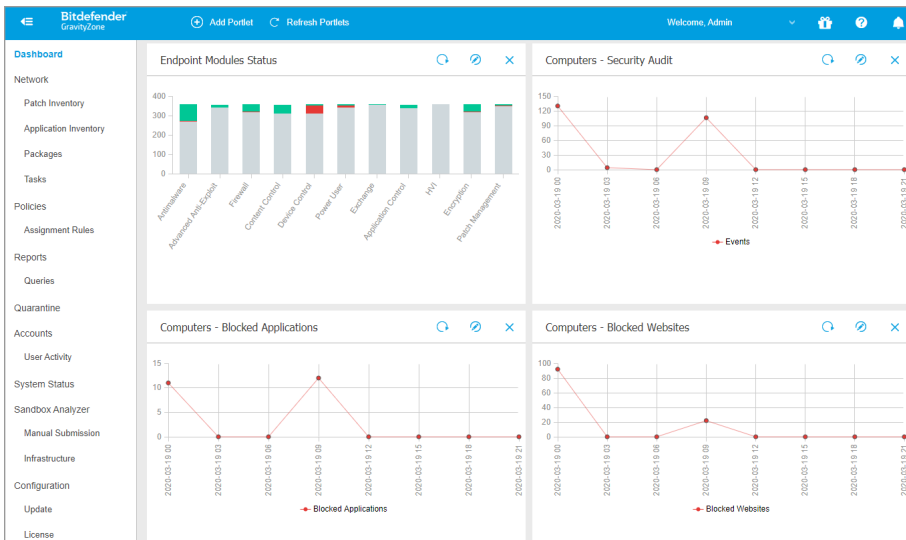 Bitdefender
GravityZone
Add Portlet
Refresh Portlets
Welcome, Admin
Dashboard
Network
Patch Inventory
Application Inventory
Packages
Tasks
Policies
Assignment Rules
Reports
Queries
Quarantine
Accounts
User Activity
System Status
Sandbox Analyzer
Manual Submission
Infrastructure
Configuration
Update
License
Endpoint Modules Status
400
300
200
100
0
Antimalware
Advanced Anti-Exploit
Firewall
Content Control
Device Control
Power User
Exchange
Application Control
HVI
Encryption
Patch Management
Computers - Security Audit
150
120
90
60
30
0
2020-03-19 00
2020-03-19 03
2020-03-19 06
2020-03-19 09
2020-03-19 12
2020-03-19 15
2020-03-19 18
2020-03-19 21
Events
Computers - Blocked Applications
15
10
5
0
2020-03-19 00
2020-03-19 03
2020-03-19 06
2020-03-19 09
2020-03-19 12
2020-03-19 15
2020-03-19 18
2020-03-19 21
Blocked Applications
Computers - Blocked Websites
100
80
60
40
20
0
2020-03-19 00
2020-03-19 03
2020-03-19 06
2020-03-19 09
2020-03-19 12
2020-03-19 15
2020-03-19 18
2020-03-19 21
Blocked Websites